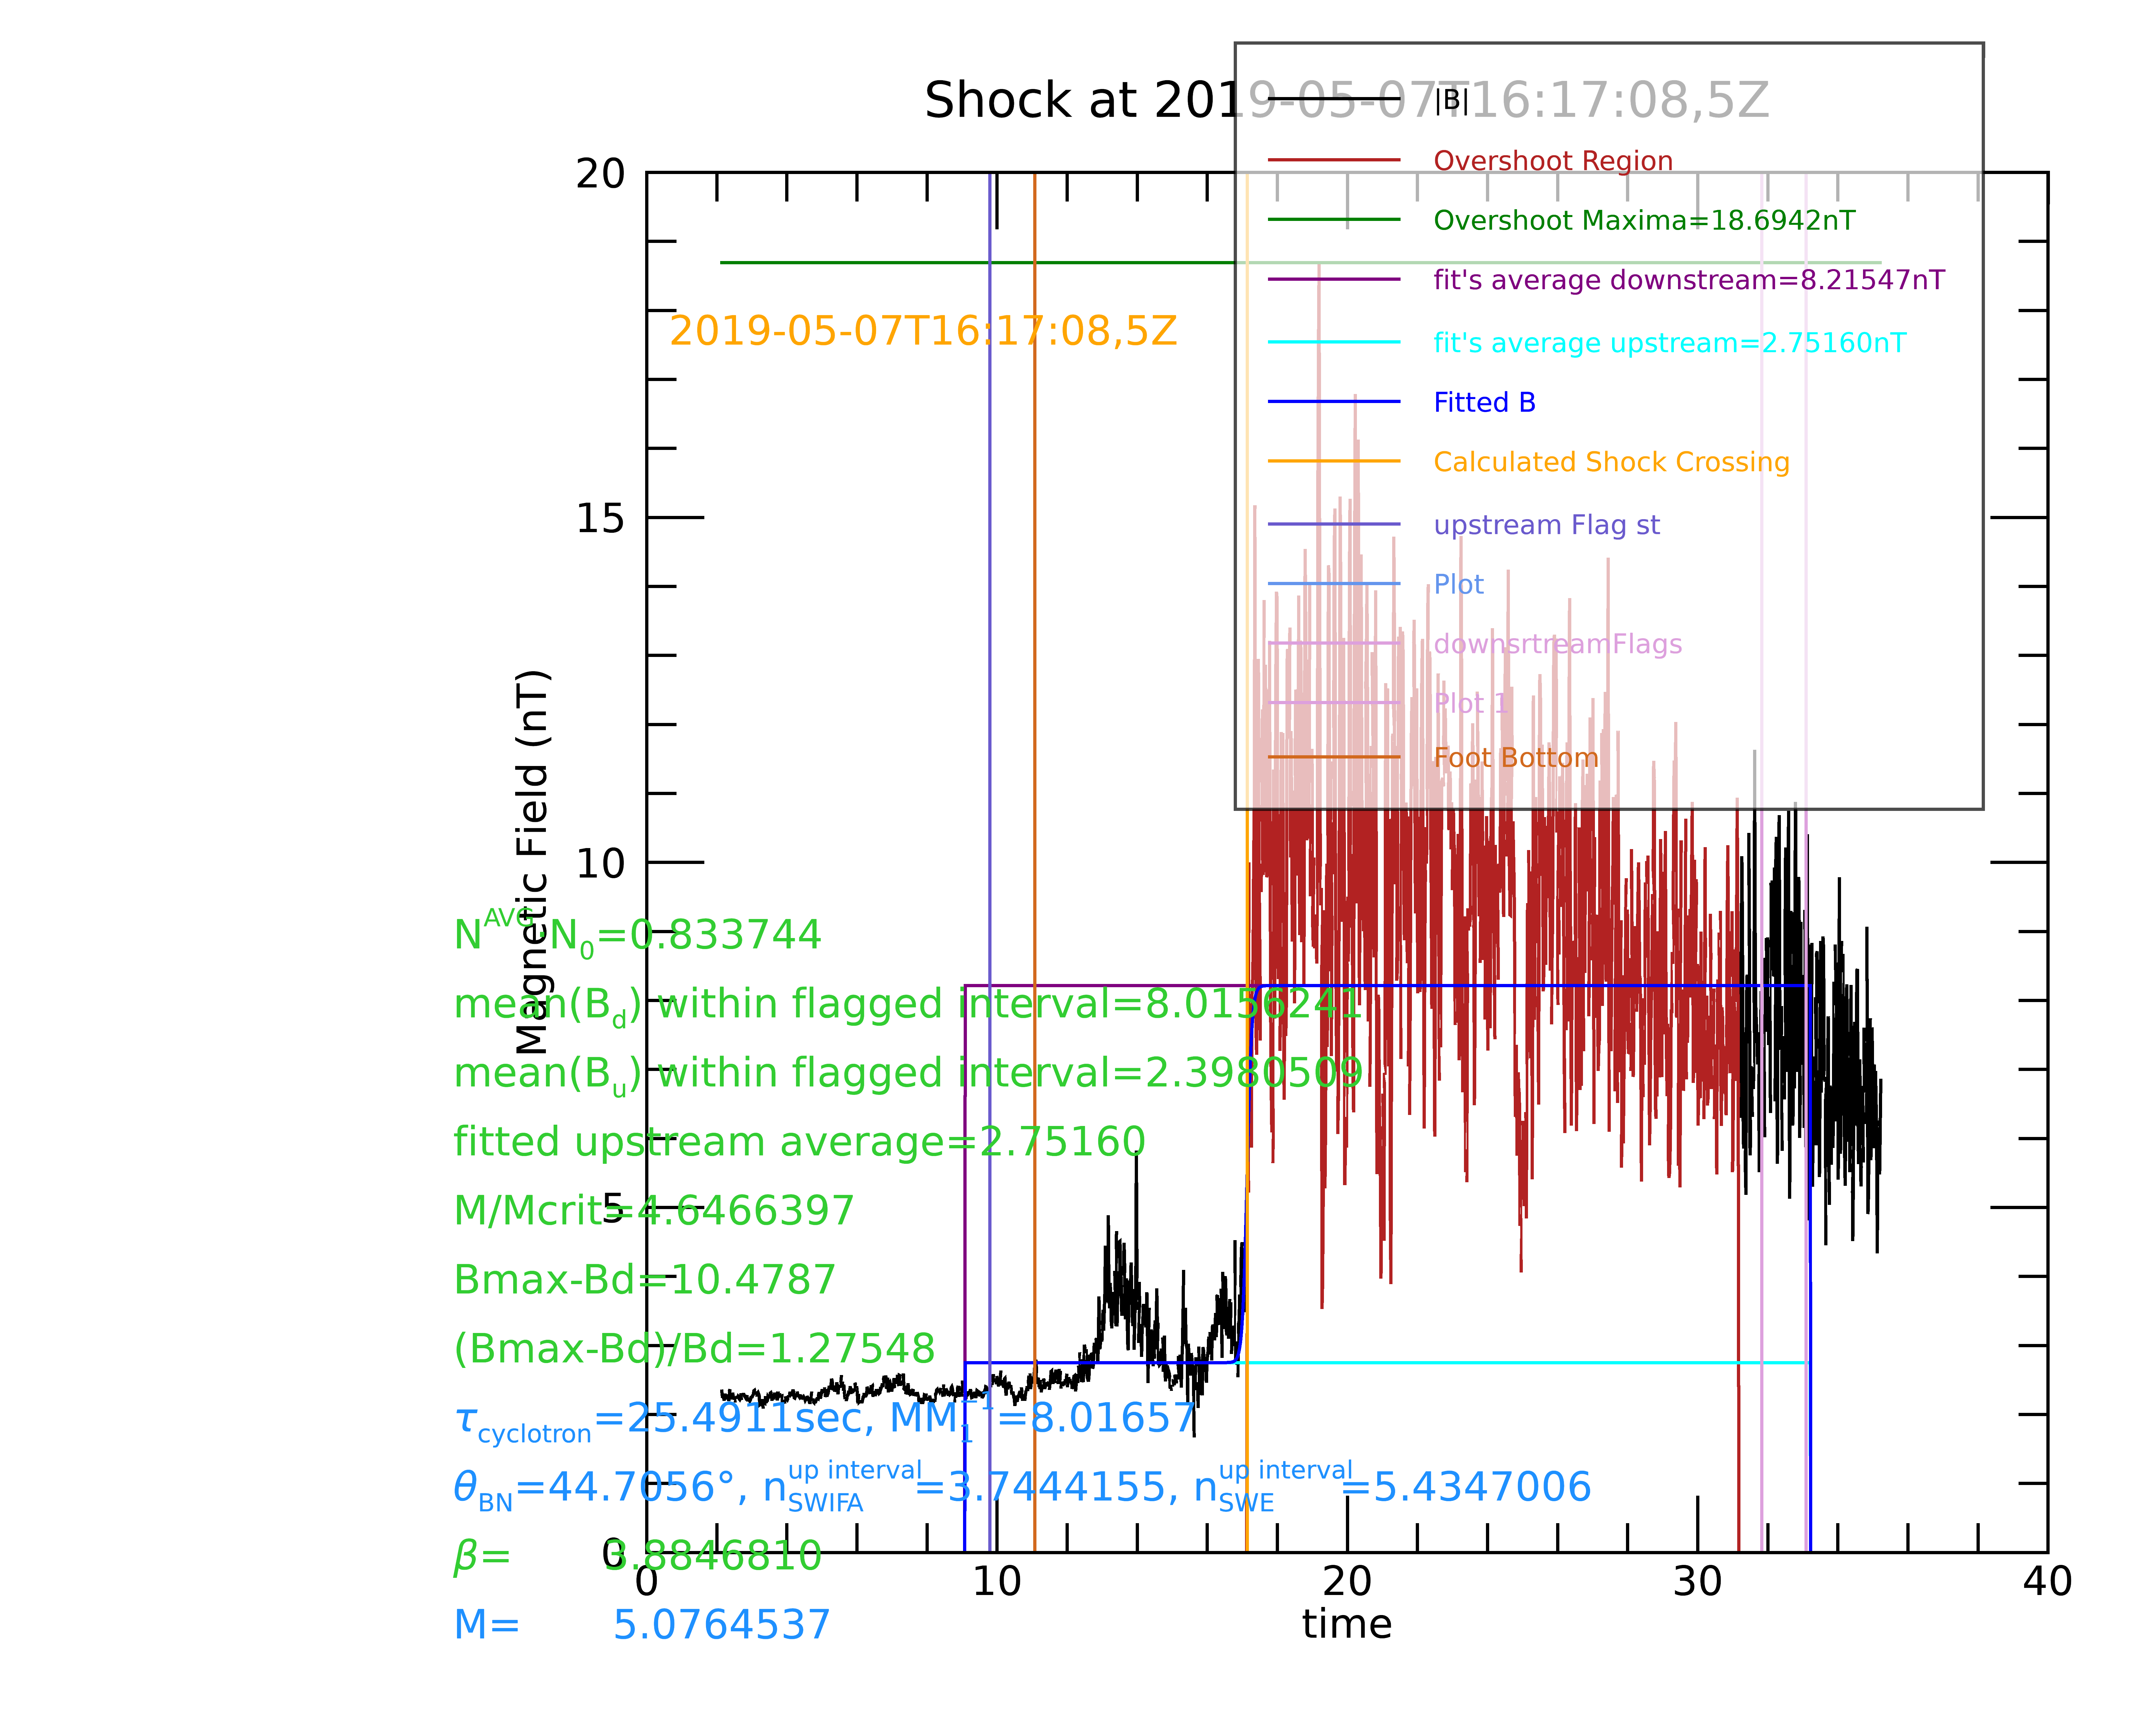 Shock at 2019-05-07T16:17:08,5Z
|B|
Overshoot Region
Overshoot Maxima=18.6942nT
fit's average downstream=8.21547nT
fit's average upstream=2.75160nT
Fitted B
Calculated Shock Crossing
upstream Flag st
Plot
downsrtreamFlags
Plot 1
Foot Bottom
2019-05-07T16:17:08,5Z
20
15
10
5
0
Magnetic Field (nT)
0 10 20 30 40
time
N^AVG·N_0=0.833744
mean(B_d) within flagged interval=8.0156241
mean(B_u) within flagged interval=2.3980509
fitted upstream average=2.75160
M/Mcrit=4.6466397
Bmax-Bd=10.4787
(Bmax-Bd)/Bd=1.27548
τ_cyclotron=25.4911sec, MM_1^-1=8.01657
θ_BN=44.7056°, n_SWIFA^up interval=3.7444155, n_SWE^up interval=5.4347006
β= 3.8846810
M= 5.0764537